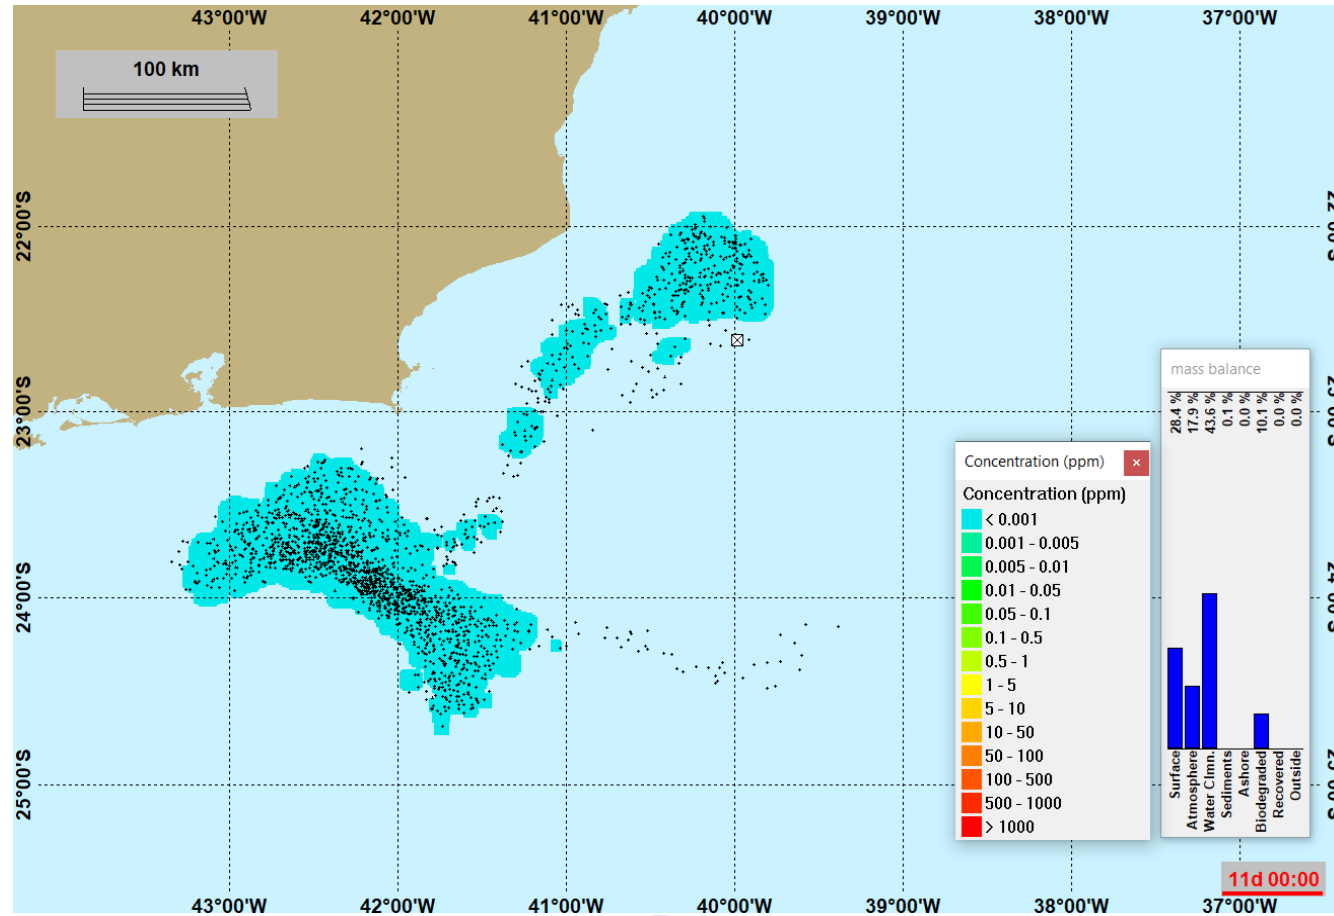 43°00'W 42°00'W 41°00'W 40°00'W 39°00'W 38°00'W 37°00'W
100 km
22°00'S
23°00'S
24°00'S
25°00'S
mass balance
28.4 %
17.9 %
43.6 %
0.1 %
0.0 %
10.1 %
0.0 %
0.0 %
Surface
Atmosphere
Water Clmn.
Sediments
Ashore
Biodegraded
Recovered
Outside
Concentration (ppm)
Concentration (ppm)
< 0.001
0.001 - 0.005
0.005 - 0.01
0.01 - 0.05
0.05 - 0.1
0.1 - 0.5
0.5 - 1
1 - 5
5 - 10
10 - 50
50 - 100
100 - 500
500 - 1000
> 1000
11d 00:00
43°00'W 42°00'W 41°00'W 40°00'W 39°00'W 38°00'W 37°00'W